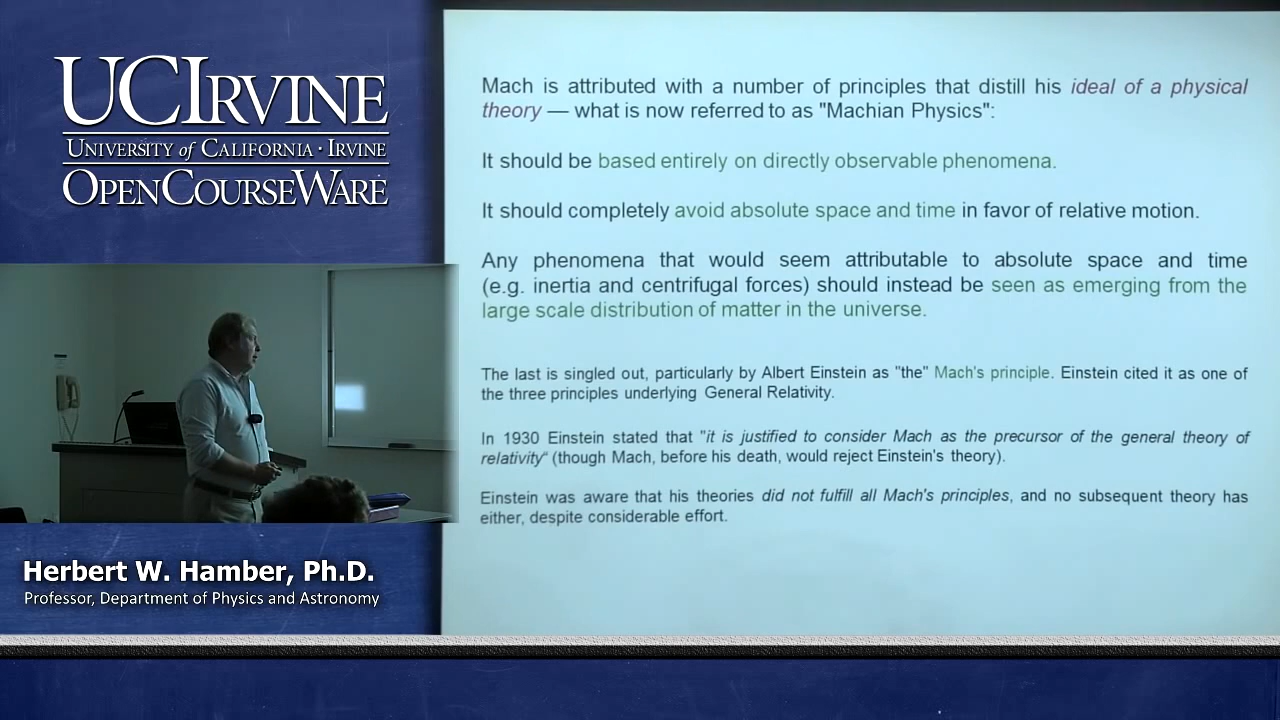 UCIRVINE
UNIVERSITY of CALIFORNIA · IRVINE
OPENCOURSEWARE
Herbert W. Hamber, Ph.D.
Professor, Department of Physics and Astronomy
Mach is attributed with a number of principles that distill his ideal of a physical
theory — what is now referred to as "Machian Physics":
It should be based entirely on directly observable phenomena.
It should completely avoid absolute space and time in favor of relative motion.
Any phenomena that would seem attributable to absolute space and time
(e.g. inertia and centrifugal forces) should instead be seen as emerging from the
large scale distribution of matter in the universe.
The last is singled out, particularly by Albert Einstein as "the" Mach's principle. Einstein cited it as one of
the three principles underlying General Relativity.
In 1930 Einstein stated that "it is justified to consider Mach as the precursor of the general theory of
relativity“ (though Mach, before his death, would reject Einstein's theory).
Einstein was aware that his theories did not fulfill all Mach's principles, and no subsequent theory has
either, despite considerable effort.